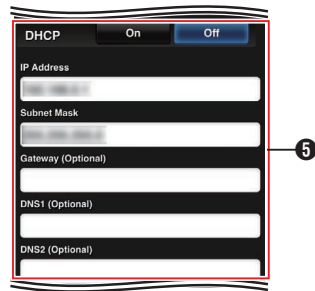 DHCP On Off
IP Address
Subnet Mask
Gateway (Optional)
DNS1 (Optional)
DNS2 (Optional)
5